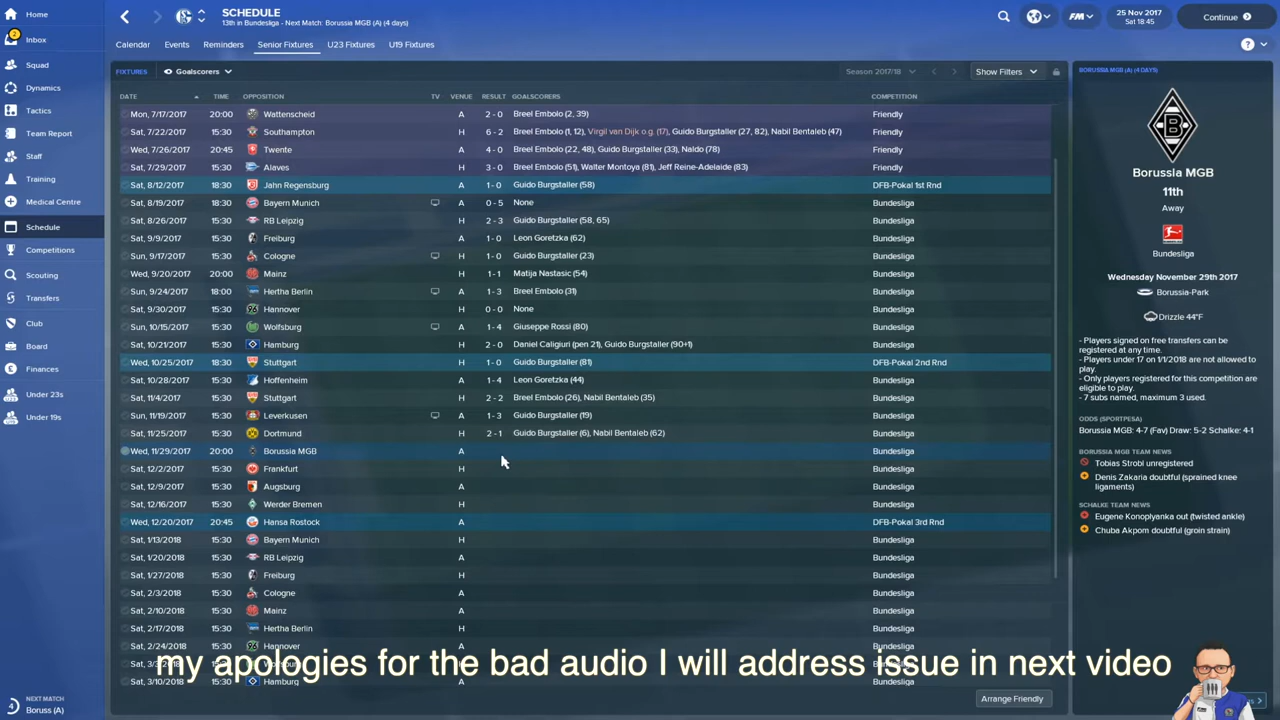 Home
SCHEDULE
13th in Bundesliga - Next Match: Borussia MGB (A) (4 days)
FM
25 Nov 2017
Sat 18:45
Continue
2
Inbox
Calendar Events Reminders Senior Fixtures U23 Fixtures U19 Fixtures
?
Squad
Dynamics
Tactics
Team Report
Staff
Training
Medical Centre
Schedule
Competitions
Scouting
Transfers
Club
Board
Finances
Under 23s
Under 19s
4
NEXT MATCH
Boruss (A)
FIXTURES Goalscorers Season 2017/18 Show Filters
DATE TIME OPPOSITION TV VENUE RESULT GOALSCORERS COMPETITION
Mon, 7/17/2017 20:00 Wattenscheid A 2 - 0 Breel Embolo (2, 39) Friendly
Sat, 7/22/2017 15:30 Southampton H 6 - 2 Breel Embolo (1, 12), Virgil van Dijk o.g. (17), Guido Burgstaller (27, 82), Nabil Bentaleb (47) Friendly
Wed, 7/26/2017 20:45 Twente A 4 - 0 Breel Embolo (22, 48), Guido Burgstaller (33), Naldo (78) Friendly
Sat, 7/29/2017 15:30 Alaves H 3 - 0 Breel Embolo (51), Walter Montoya (81), Jeff Reine-Adelaide (83) Friendly
Sat, 8/12/2017 18:30 Jahn Regensburg A 1 - 0 Guido Burgstaller (58) DFB-Pokal 1st Rnd
Sat, 8/19/2017 18:30 Bayern Munich A 0 - 5 None Bundesliga
Sat, 8/26/2017 15:30 RB Leipzig H 2 - 3 Guido Burgstaller (58, 65) Bundesliga
Sat, 9/9/2017 15:30 Freiburg A 1 - 0 Leon Goretzka (62) Bundesliga
Sun, 9/17/2017 15:30 Cologne H 1 - 0 Guido Burgstaller (23) Bundesliga
Wed, 9/20/2017 20:00 Mainz H 1 - 1 Matija Nastasic (54) Bundesliga
Sun, 9/24/2017 18:00 Hertha Berlin A 1 - 3 Breel Embolo (31) Bundesliga
Sat, 9/30/2017 15:30 Hannover H 0 - 0 None Bundesliga
Sun, 10/15/2017 15:30 Wolfsburg A 1 - 4 Giuseppe Rossi (80) Bundesliga
Sat, 10/21/2017 15:30 Hamburg H 2 - 0 Daniel Caligiuri (pen 21), Guido Burgstaller (90+1) Bundesliga
Wed, 10/25/2017 18:30 Stuttgart H 1 - 0 Guido Burgstaller (81) DFB-Pokal 2nd Rnd
Sat, 10/28/2017 15:30 Hoffenheim A 1 - 4 Leon Goretzka (44) Bundesliga
Sat, 11/4/2017 15:30 Stuttgart H 2 - 2 Breel Embolo (26), Nabil Bentaleb (35) Bundesliga
Sun, 11/19/2017 15:30 Leverkusen A 1 - 3 Guido Burgstaller (19) Bundesliga
Sat, 11/25/2017 15:30 Dortmund H 2 - 1 Guido Burgstaller (6), Nabil Bentaleb (62) Bundesliga
Wed, 11/29/2017 20:00 Borussia MGB A Bundesliga
Sat, 12/2/2017 15:30 Frankfurt H Bundesliga
Sat, 12/9/2017 15:30 Augsburg A Bundesliga
Sat, 12/16/2017 15:30 Werder Bremen H Bundesliga
Wed, 12/20/2017 20:45 Hansa Rostock A DFB-Pokal 3rd Rnd
Sat, 1/13/2018 15:30 Bayern Munich H Bundesliga
Sat, 1/20/2018 15:30 RB Leipzig A Bundesliga
Sat, 1/27/2018 15:30 Freiburg H Bundesliga
Sat, 2/3/2018 15:30 Cologne A Bundesliga
Sat, 2/10/2018 15:30 Mainz A Bundesliga
Sat, 2/17/2018 15:30 Hertha Berlin H Bundesliga
Sat, 2/24/2018 15:30 Hannover A Bundesliga
Sat, 3/10/2018 15:30 Hamburg A Bundesliga
Arrange Friendly
BORUSSIA MGB (A) (4 DAYS)
Borussia MGB
11th
Away
Bundesliga
Wednesday November 29th 2017
Borussia-Park
Drizzle 44°F
- Players signed on free transfers can be
registered at any time.
- Players under 17 on 1/1/2018 are not allowed to
play.
- Only players registered for this competition are
eligible to play.
- 7 subs named, maximum 3 used.
ODDS (SPORTPESA)
Borussia MGB: 4-7 (Fav) Draw: 5-2 Schalke: 4-1
BORUSSIA MGB TEAM NEWS
Tobias Strobl unregistered
Denis Zakaria doubtful (sprained knee
ligaments)
SCHALKE TEAM NEWS
Eugene Konoplyanka out (twisted ankle)
Chuba Akpom doubtful (groin strain)
my apologies for the bad audio I will address issue in next video